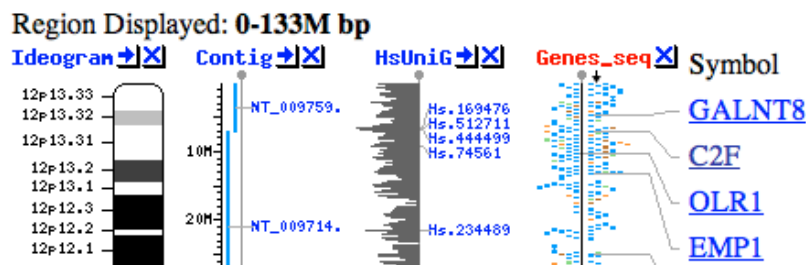 Region Displayed: 0-133M bp
Ideogram Contig HsUniG Genes_seq Symbol
12p13.33
12p13.32
12p13.31
12p13.2
12p13.1
12p12.3
12p12.2
12p12.1
10M
20M
NT_009759.
NT_009714.
Hs.169476
Hs.512711
Hs.444499
Hs.74561
Hs.234489
GALNT8
C2F
OLR1
EMP1